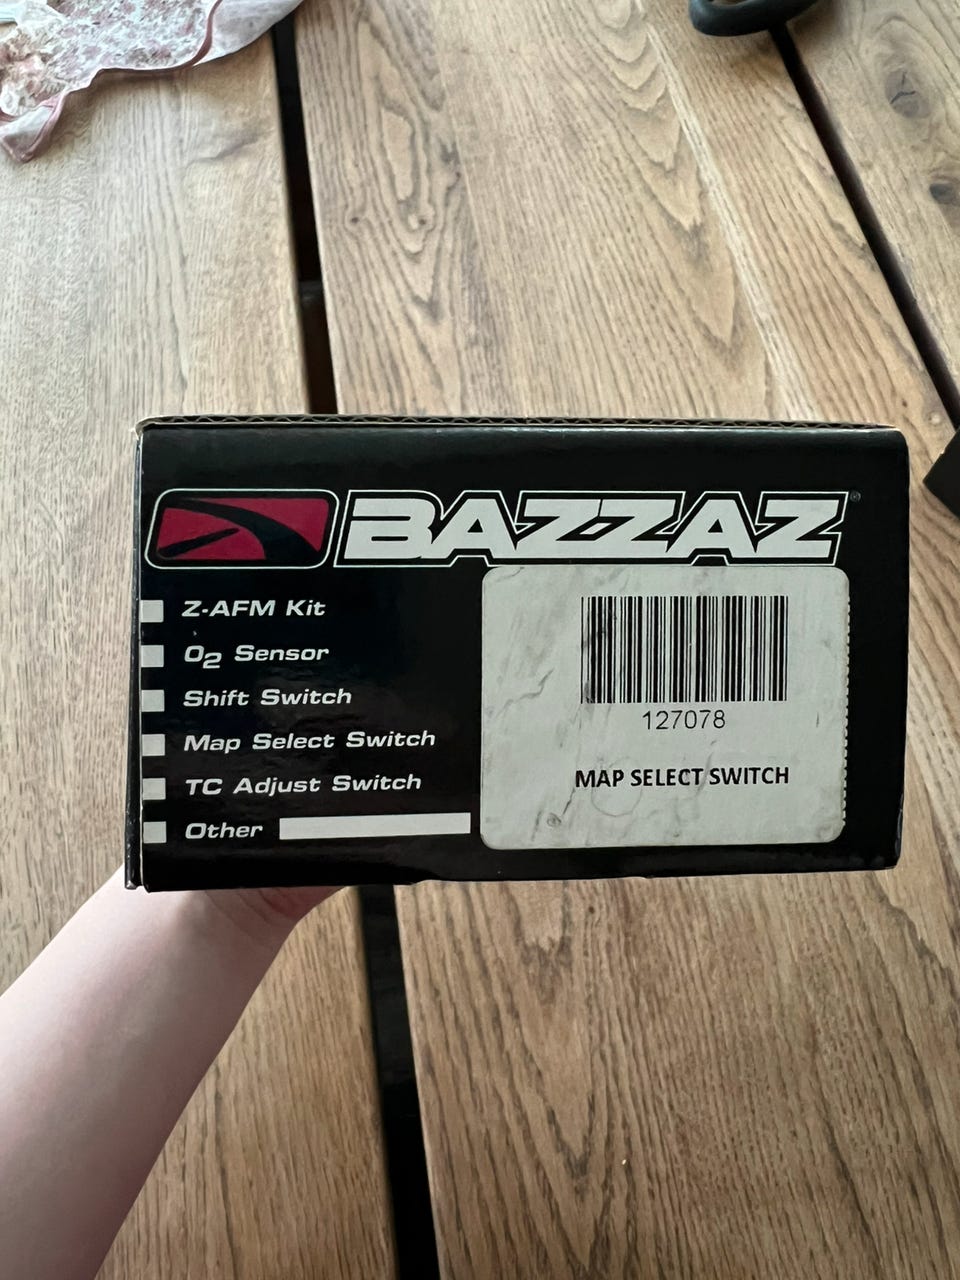 BAZZAZ®
Z-AFM Kit
O2 Sensor
Shift Switch
Map Select Switch
TC Adjust Switch
Other
127078
MAP SELECT SWITCH